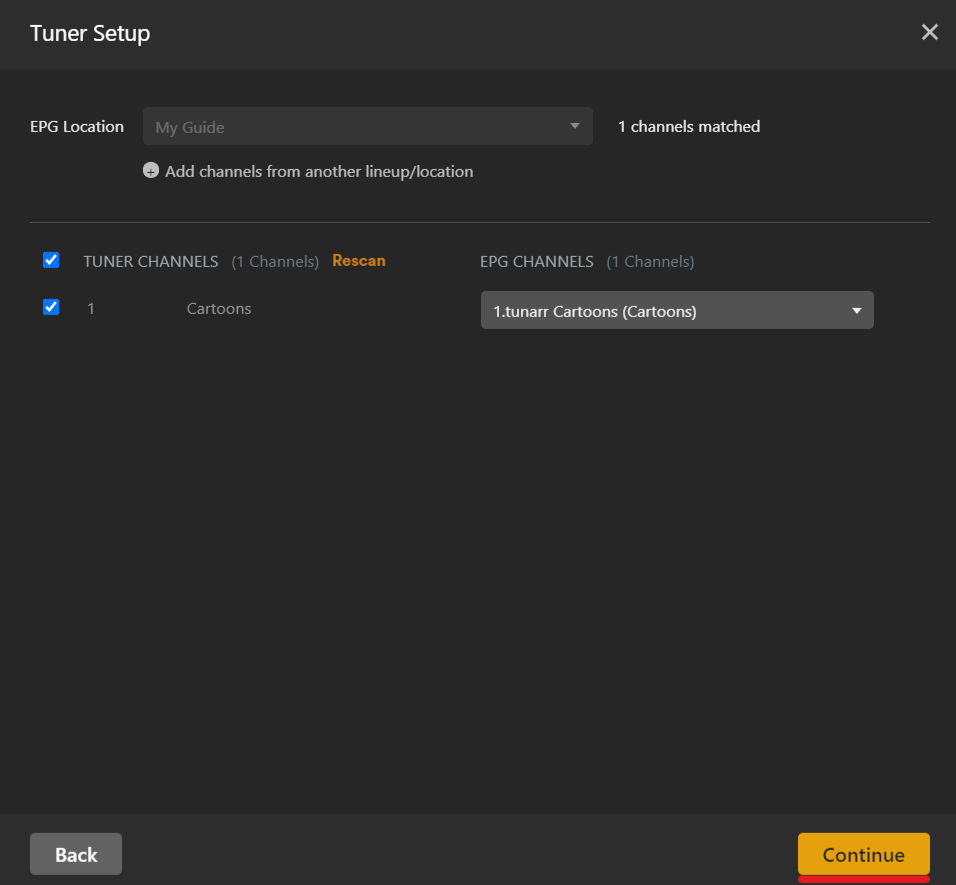 Tuner Setup
EPG Location My Guide 1 channels matched
Add channels from another lineup/location
TUNER CHANNELS (1 Channels) Rescan EPG CHANNELS (1 Channels)
1 Cartoons 1.tunarr Cartoons (Cartoons)
Back Continue